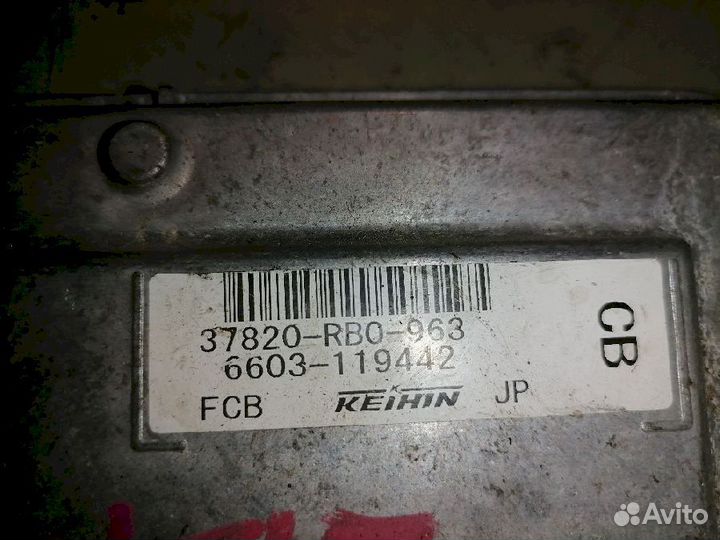 37820-RB0-963
6603-119442
FCB KEIHIN JP
CB
Avito